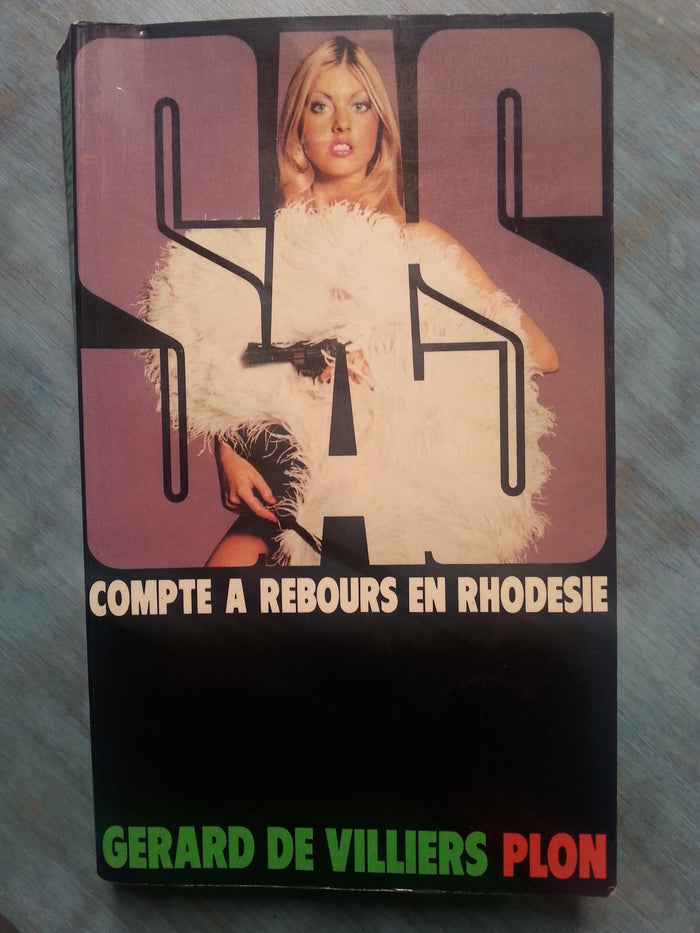 SAS
COMPTE A REBOURS EN RHODESIE
GERARD DE VILLIERS PLON